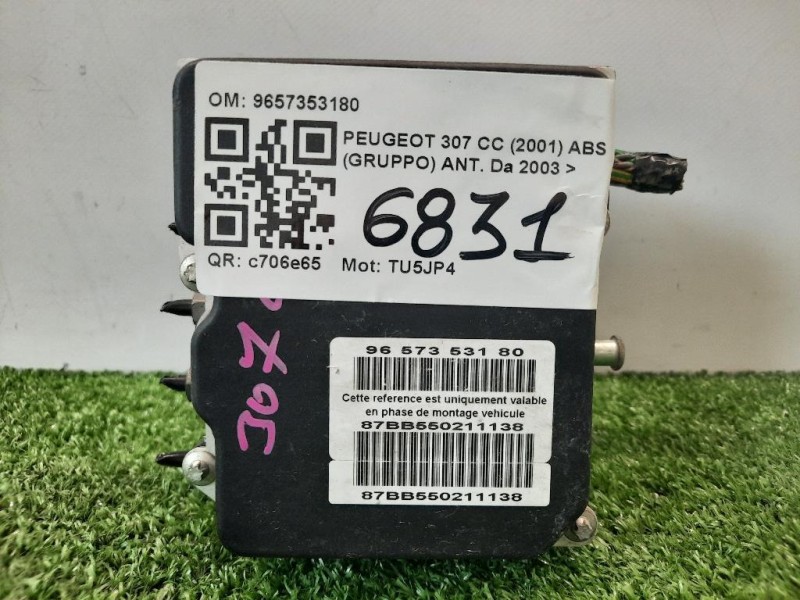 OM: 9657353180
PEUGEOT 307 CC (2001) ABS
(GRUPPO) ANT. Da 2003 >
6831
QR: c706e65 Mot: TU5JP4
307
96 573 531 80
Cette reference est uniquement valable
en phase de montage vehicule
87BB550211138
87BB550211138